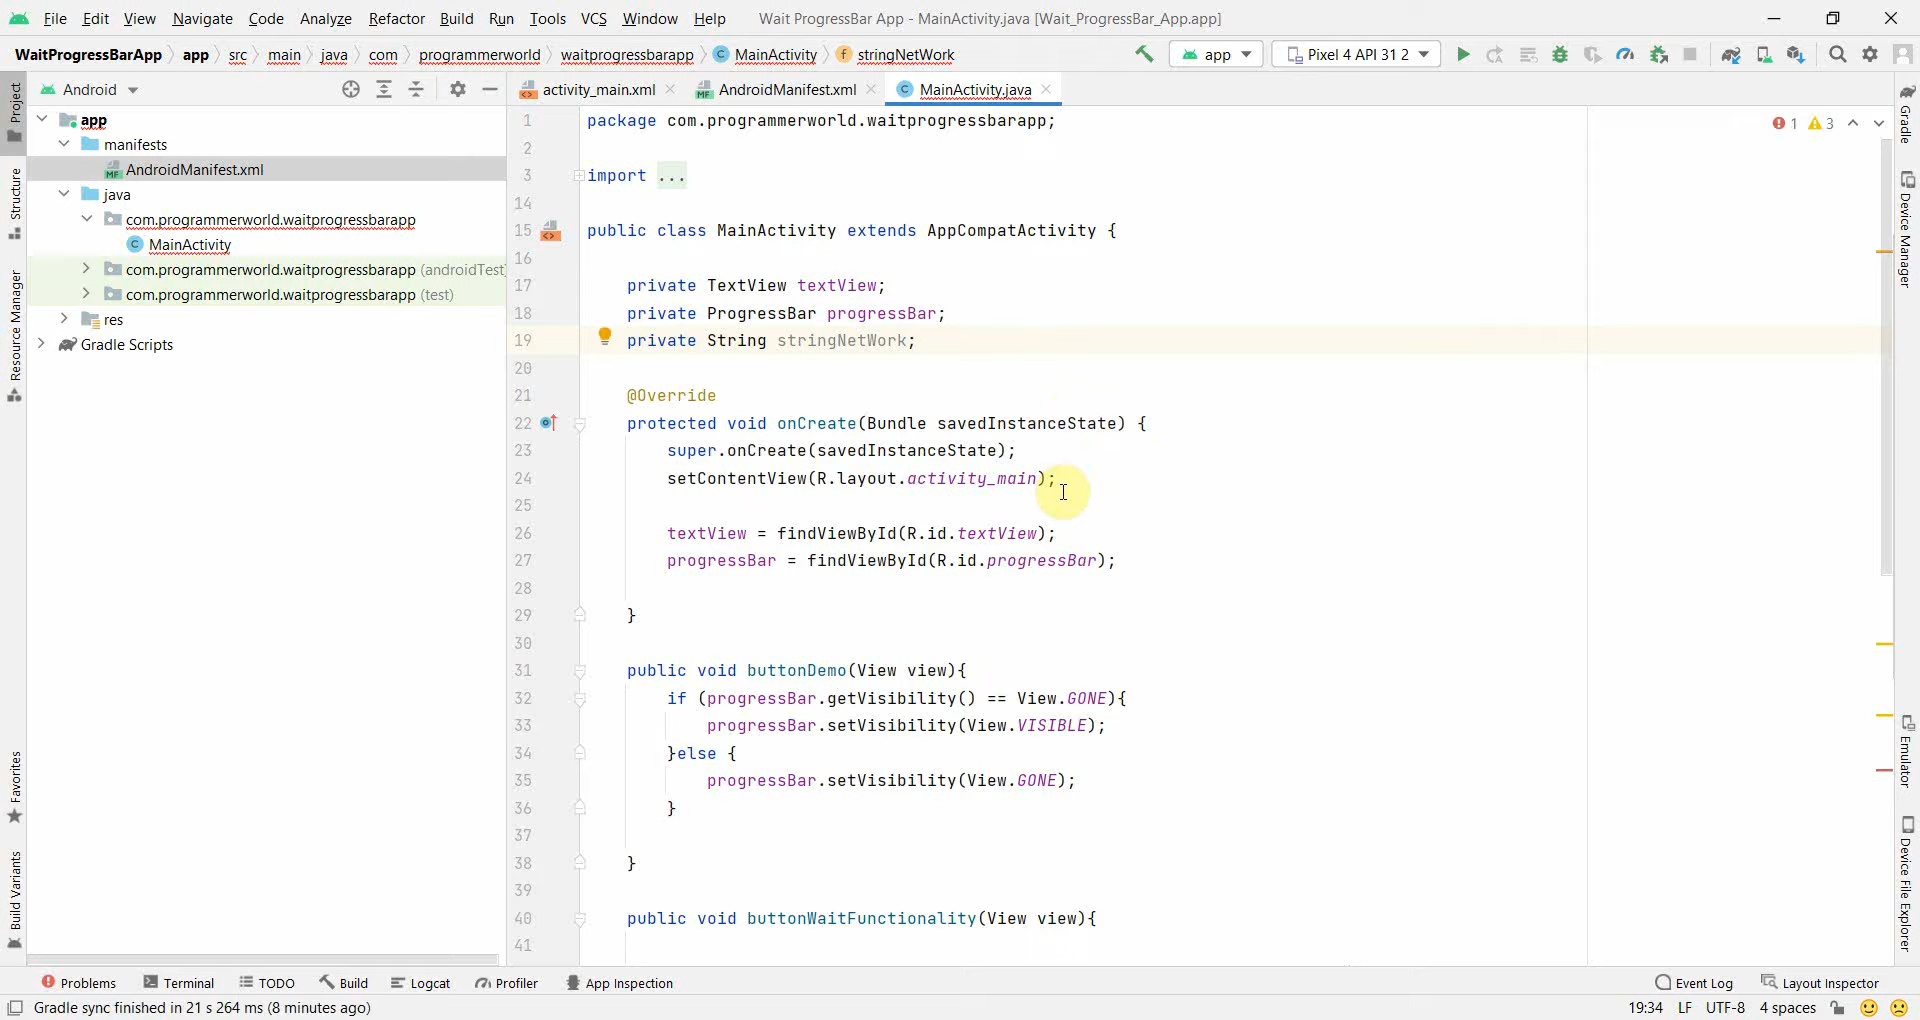 File Edit View Navigate Code Analyze Refactor Build Run Tools VCS Window Help Wait ProgressBar App - MainActivity.java [Wait_ProgressBar_App.app]
WaitProgressBarApp app src main java com programmerworld waitprogressbarapp C MainActivity f stringNetWork app Pixel 4 API 31 2
Android
activity_main.xml AndroidManifest.xml MainActivity.java
app
manifests
AndroidManifest.xml
java
com.programmerworld.waitprogressbarapp
MainActivity
com.programmerworld.waitprogressbarapp (androidTest)
com.programmerworld.waitprogressbarapp (test)
res
Gradle Scripts
Project
Structure
Resource Manager
Favorites
Build Variants
1 package com.programmerworld.waitprogressbarapp;
2
3 import ...
14
15 public class MainActivity extends AppCompatActivity {
16
17 private TextView textView;
18 private ProgressBar progressBar;
19 private String stringNetWork;
20
21 @Override
22 protected void onCreate(Bundle savedInstanceState) {
23 super.onCreate(savedInstanceState);
24 setContentView(R.layout.activity_main);
25
26 textView = findViewById(R.id.textView);
27 progressBar = findViewById(R.id.progressBar);
28
29 }
30
31 public void buttonDemo(View view){
32 if (progressBar.getVisibility() == View.GONE){
33 progressBar.setVisibility(View.VISIBLE);
34 }else {
35 progressBar.setVisibility(View.GONE);
36 }
37
38 }
39
40 public void buttonWaitFunctionality(View view){
41
1 3
Gradle
Device Manager
Emulator
Device File Explorer
Problems Terminal TODO Build Logcat Profiler App Inspection Event Log Layout Inspector
Gradle sync finished in 21 s 264 ms (8 minutes ago) 19:34 LF UTF-8 4 spaces